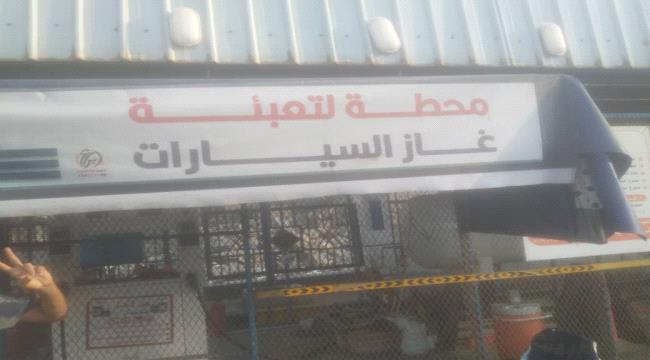 محطة لتعبئة
غاز السيارات